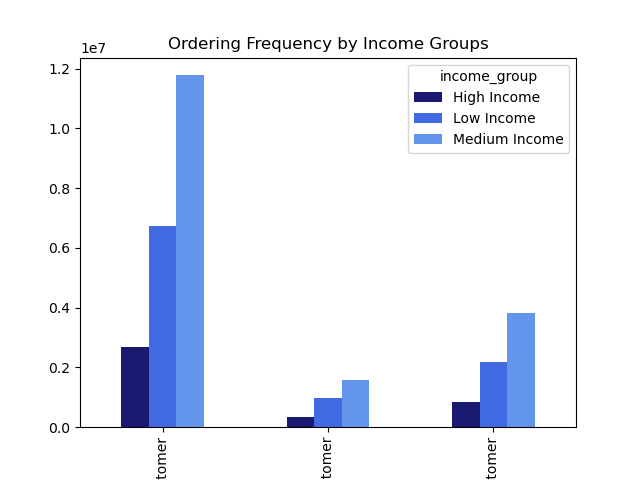 Ordering Frequency by Income Groups
1e7
1.2
1.0
0.8
0.6
0.4
0.2
0.0
income_group
High Income
Low Income
Medium Income
tomer
tomer
tomer